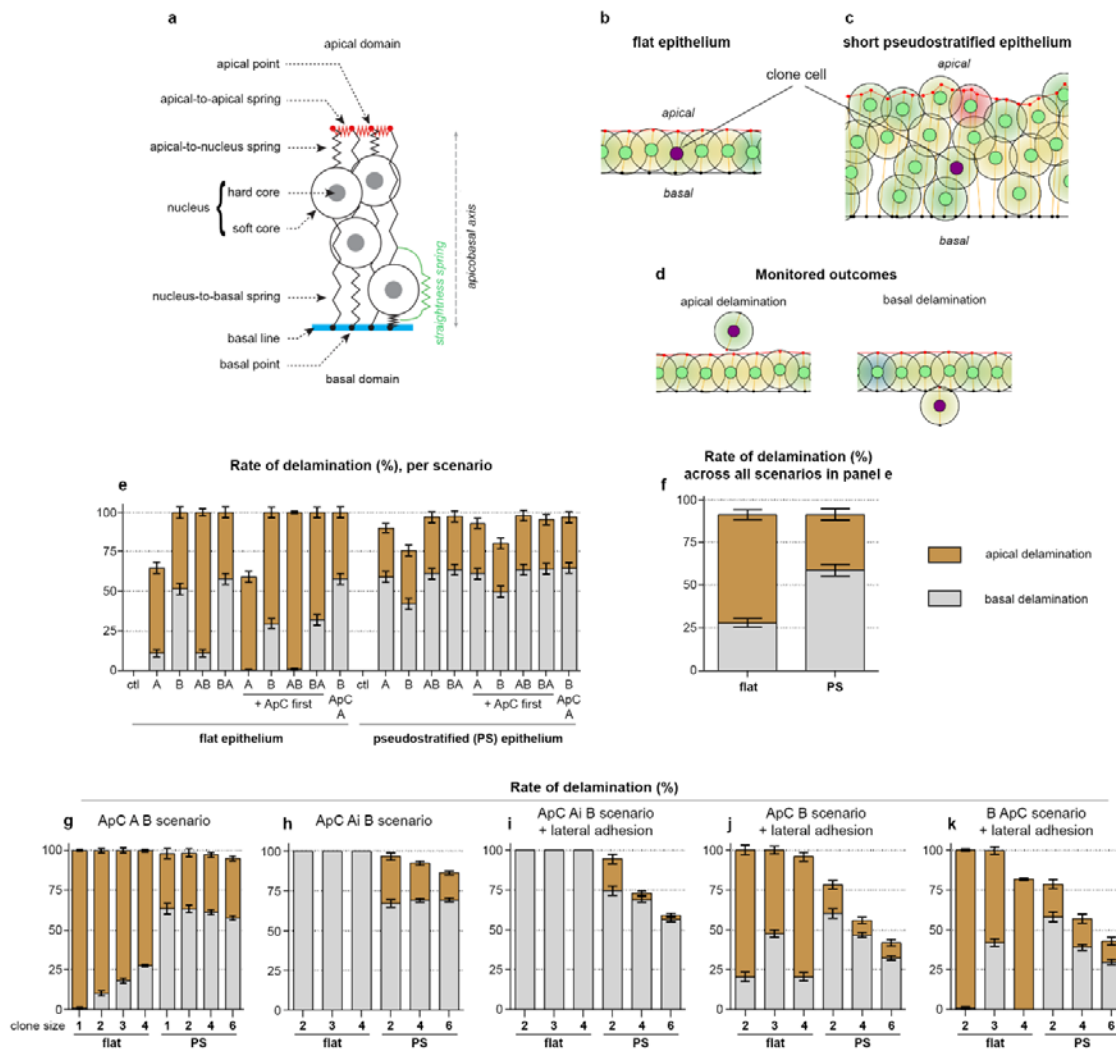 a
apical domain
apical point
apical-to-apical spring
apical-to-nucleus spring
nucleus
hard core
soft core
nucleus-to-basal spring
basal line
basal point
basal domain
straightness spring
apicobasal axis
b
flat epithelium
apical
basal
clone cell
c
short pseudostratified epithelium
apical
basal
d
Monitored outcomes
apical delamination
basal delamination
Rate of delamination (%), per scenario
e
100
75
50
25
0
ctl A B AB BA A B AB BA B
+ ApC first
ApC
A
flat epithelium
ctl A B AB BA A B AB BA B
+ ApC first
ApC
A
pseudostratified (PS) epithelium
Rate of delamination (%)
across all scenarios in panel e
f
100
75
50
25
0
flat PS
apical delamination
basal delamination
Rate of delamination (%)
g
ApC A B scenario
100
75
50
25
0
clone size 1 2 3 4 1 2 4 6
flat PS
h
ApC Ai B scenario
100
75
50
25
0
2 3 4 2 4 6
flat PS
i
ApC Ai B scenario
+ lateral adhesion
100
75
50
25
0
2 3 4 2 4 6
flat PS
j
ApC B scenario
+ lateral adhesion
100
75
50
25
0
2 3 4 2 4 6
flat PS
k
B ApC scenario
+ lateral adhesion
100
75
50
25
0
2 3 4 2 4 6
flat PS